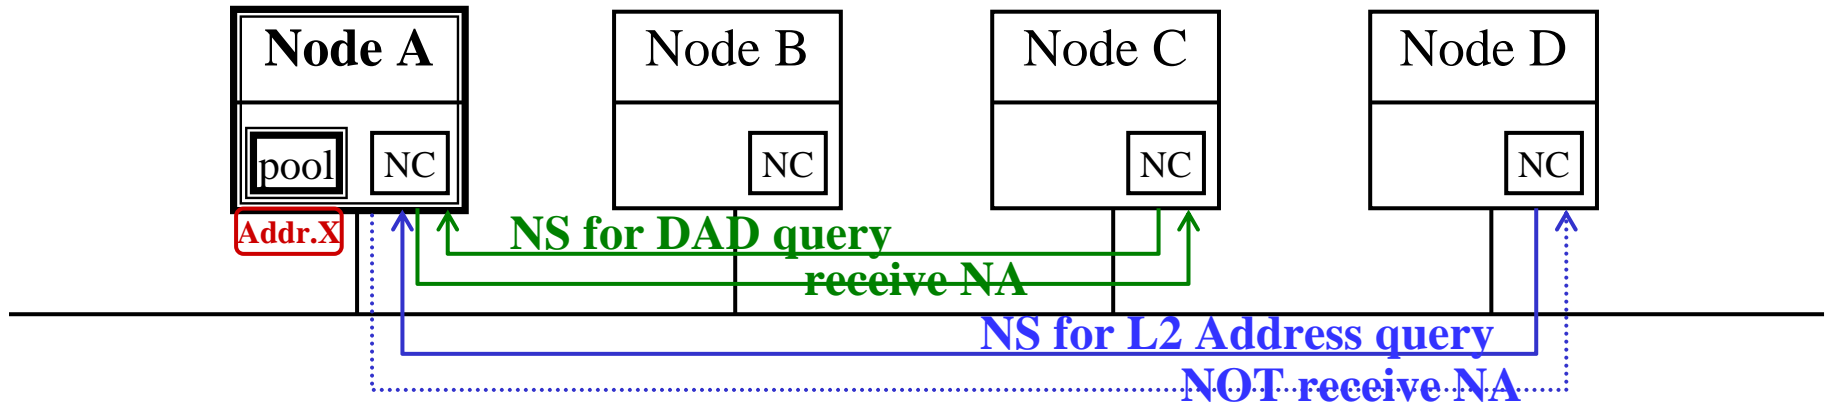 Node A
Node B
Node C
Node D
pool
NC
NC
NC
NC
Addr.X
NS for DAD query
receive NA
NS for L2 Address query
NOT receive NA